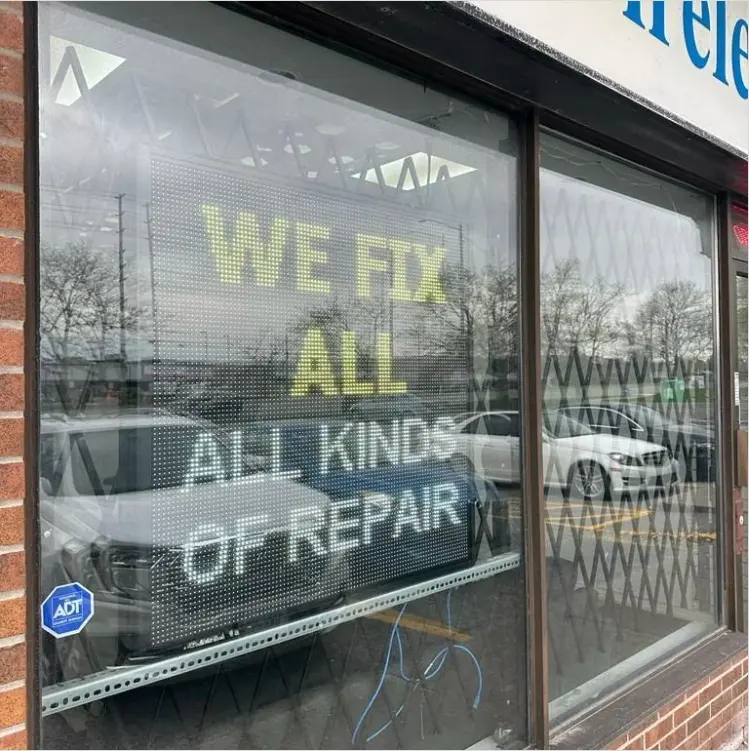 WE FIX
ALL
ALL KINDS
OF REPAIR
ADT